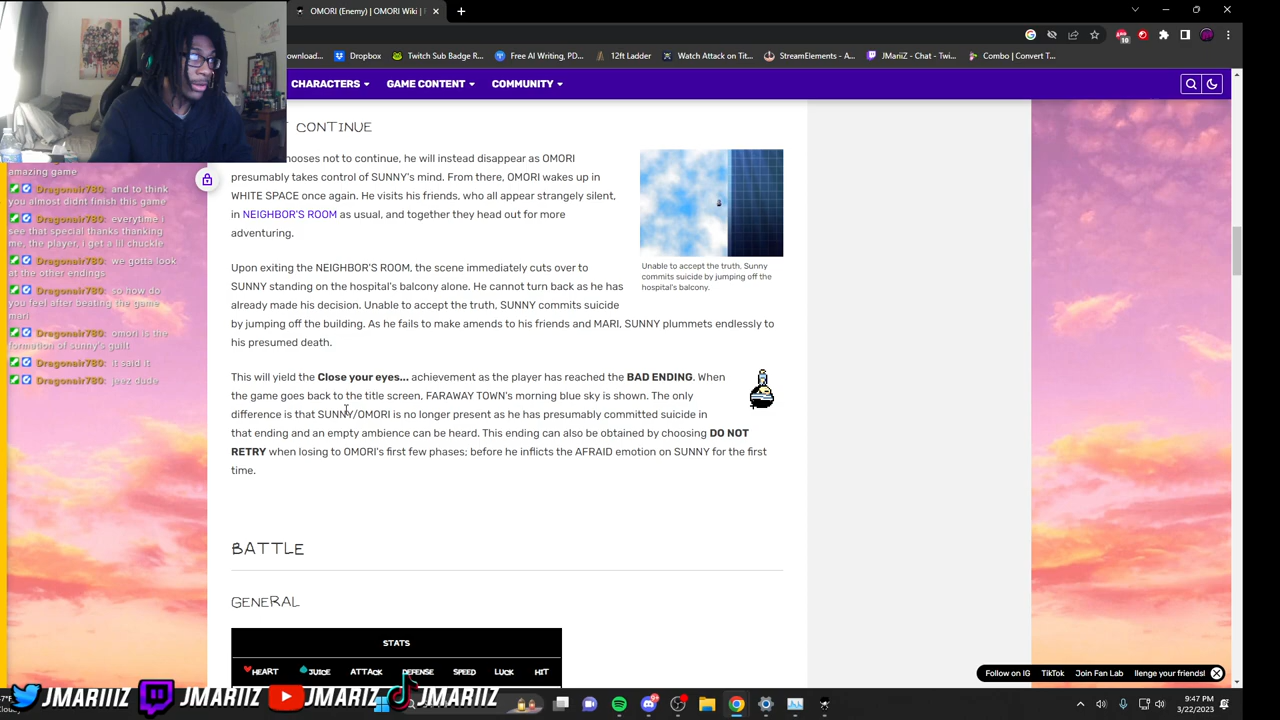 OMORI (Enemy) | OMORI Wiki |
Dropbox
Twitch Sub Badge R...
Free AI Writing, PD...
12ft Ladder
Watch Attack on Tit...
StreamElements - A...
JMariiZ - Chat - Twi...
Combo | Convert T...
10
CHARACTERS
GAME CONTENT
COMMUNITY
CONTINUE
hooses not to continue, he will instead disappear as OMORI
presumably takes control of SUNNY's mind. From there, OMORI wakes up in
WHITE SPACE once again. He visits his friends, who all appear strangely silent,
in NEIGHBOR'S ROOM as usual, and together they head out for more
adventuring.
Upon exiting the NEIGHBOR'S ROOM, the scene immediately cuts over to
SUNNY standing on the hospital's balcony alone. He cannot turn back as he has
already made his decision. Unable to accept the truth, SUNNY commits suicide
by jumping off the building. As he fails to make amends to his friends and MARI, SUNNY plummets endlessly to
his presumed death.
Unable to accept the truth, Sunny
commits suicide by jumping off the
hospital's balcony.
This will yield the Close your eyes... achievement as the player has reached the BAD ENDING. When
the game goes back to the title screen, FARAWAY TOWN's morning blue sky is shown. The only
difference is that SUNNY/OMORI is no longer present as he has presumably committed suicide in
that ending and an empty ambience can be heard. This ending can also be obtained by choosing DO NOT
RETRY when losing to OMORI's first few phases; before he inflicts the AFRAID emotion on SUNNY for the first
time.
BATTLE
GENERAL
STATS
HEART JUICE ATTACK DEFENSE SPEED LUCK HIT
amazing game
Dragonair780: and to think
you almost didnt finish this game
Dragonair780: everytime i
see that special thanks thanking
me, the player, i get a lil chuckle
Dragonair780: we gotta look
at the other endings
Dragonair780: so how do
you feel after beating the game
mari
Dragonair780: omori is the
formation of sunny's guilt
Dragonair780: it said it
Dragonair780: jeez dude
Follow on IG
TikTok
Join Fan Lab
llenge your friends!
JMARIIIZ
JMARIIZ
JMARIZ
JMARIIZ
9:47 PM
3/22/2023